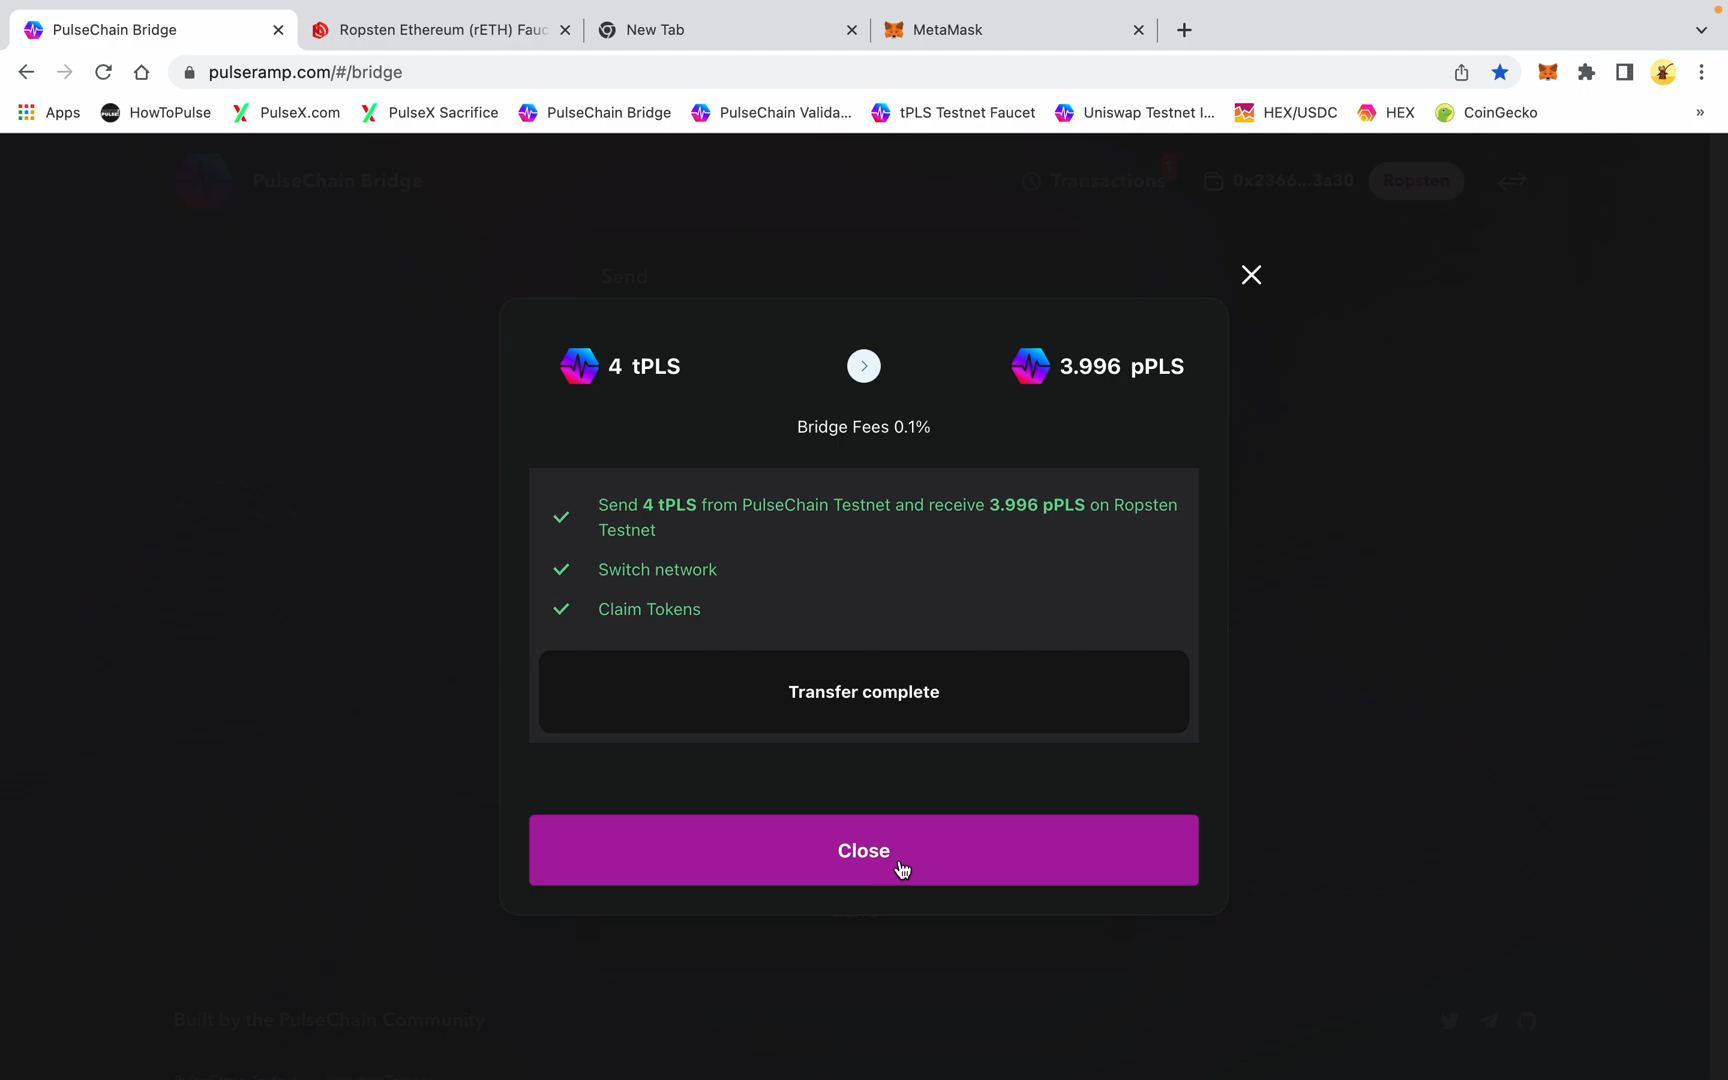 PulseChain Bridge
Ropsten Ethereum (rETH) Fauc
New Tab
MetaMask
pulseramp.com/#/bridge
Apps
HowToPulse
PulseX.com
PulseX Sacrifice
PulseChain Bridge
PulseChain Valida...
tPLS Testnet Faucet
Uniswap Testnet I...
HEX/USDC
HEX
CoinGecko
»
PulseChain Bridge
Transactions
0x2366...3a30
Ropsten
Send
4 tPLS
3.996 pPLS
Bridge Fees 0.1%
Send 4 tPLS from PulseChain Testnet and receive 3.996 pPLS on Ropsten
Testnet
Switch network
Claim Tokens
Transfer complete
Close
Built by the PulseChain Community